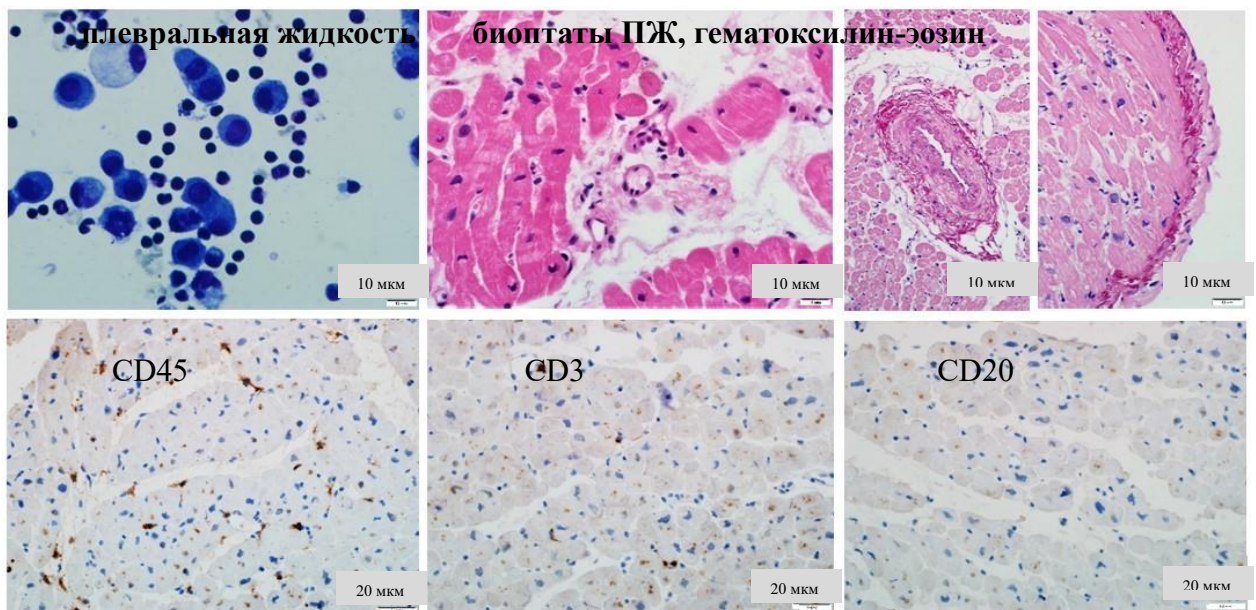 плевральная жидкость
биоптаты ПЖ, гематоксилин-эозин
10 мкм
10 мкм
10 мкм
10 мкм
CD45
CD3
CD20
20 мкм
20 мкм
20 мкм